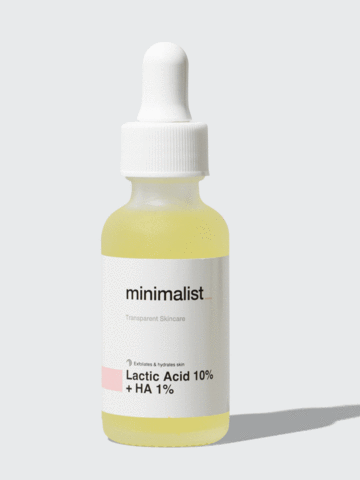 minimalist
Transparent Skincare
Exfoliates & hydrates skin
Lactic Acid 10%
+ HA 1%